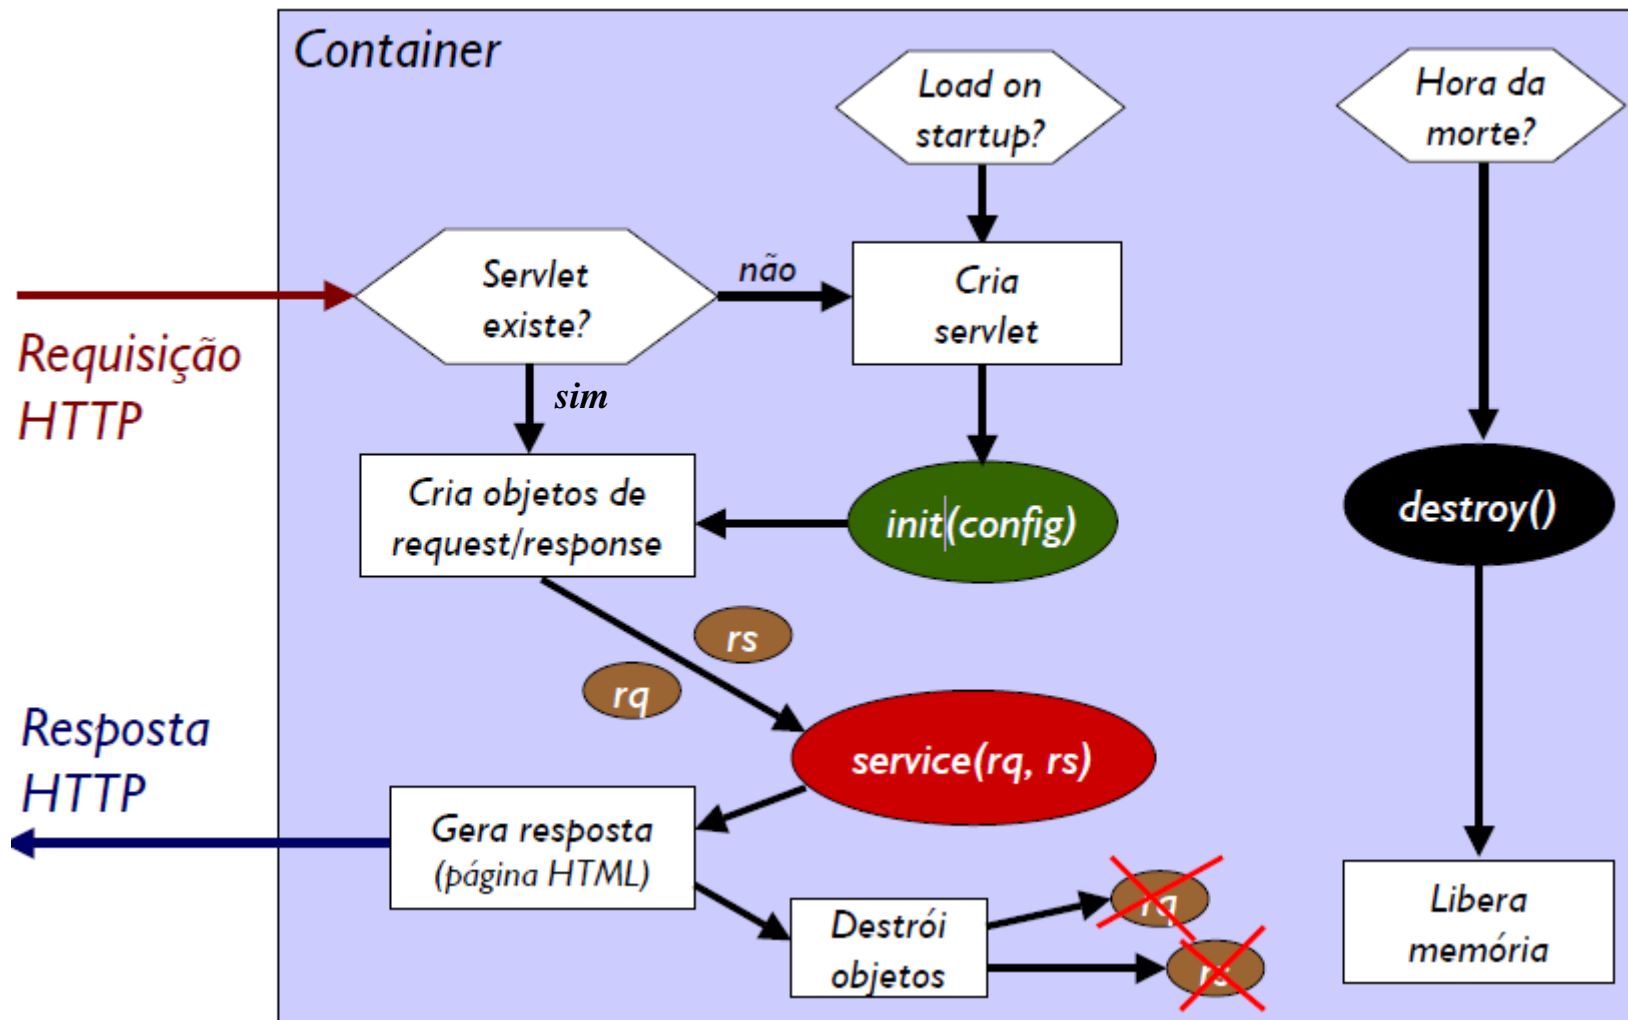 Container
Load on
startup?
Hora da
morte?
Servlet
existe?
não
Cria
servlet
Requisição
HTTP
sim
Cria objetos de
request/response
init(config)
destroy()
rs
rq
Resposta
HTTP
service(rq, rs)
Gera resposta
(página HTML)
Destrói
objetos
rq
rs
Libera
memória